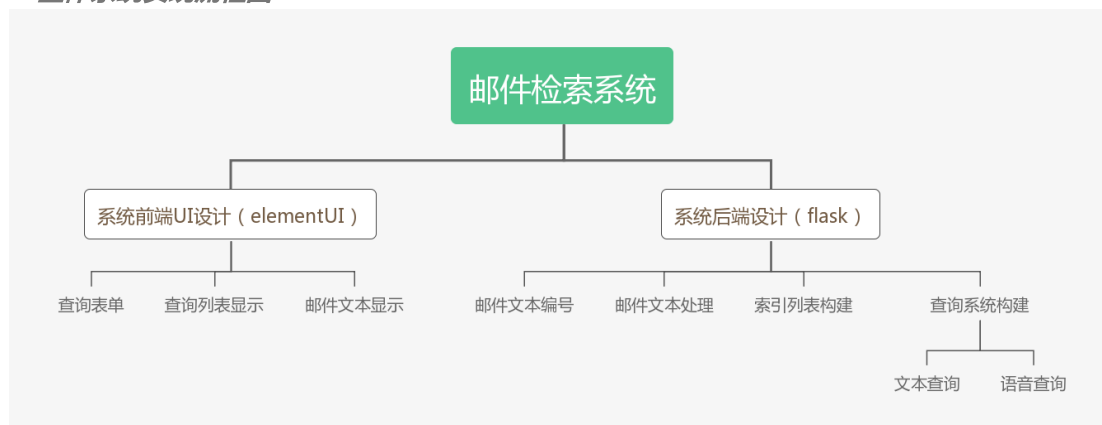 邮件检索系统
系统前端UI设计（elementUI）
系统后端设计（flask）
查询表单
查询列表显示
邮件文本显示
邮件文本编号
邮件文本处理
索引列表构建
查询系统构建
文本查询
语音查询